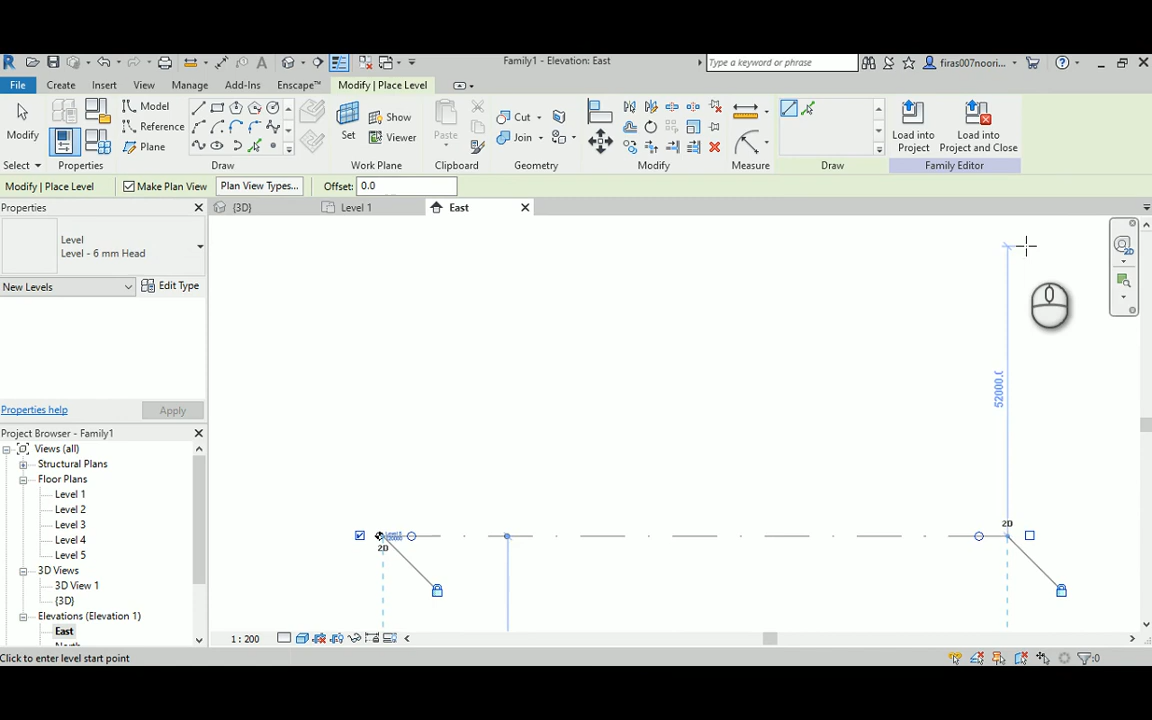 Family1 - Elevation: East
Type a keyword or phrase
firas007noori...
File Create Insert View Manage Add-Ins Enscape™ Modify | Place Level
Modify
Model
Reference
Plane
Set
Show
Viewer
Paste
Cut
Join
Load into
Project
Load into
Project and Close
Select Properties Draw Work Plane Clipboard Geometry Modify Measure Draw Family Editor
Modify | Place Level Make Plan View Plan View Types... Offset: 0.0
Properties
{3D} Level 1 East
Level
Level - 6 mm Head
New Levels Edit Type
Properties help Apply
Project Browser - Family1
Views (all)
Structural Plans
Floor Plans
Level 1
Level 2
Level 3
Level 4
Level 5
3D Views
3D View 1
{3D}
Elevations (Elevation 1)
East
2D
2D
2D
1 : 200
Click to enter level start point
:0